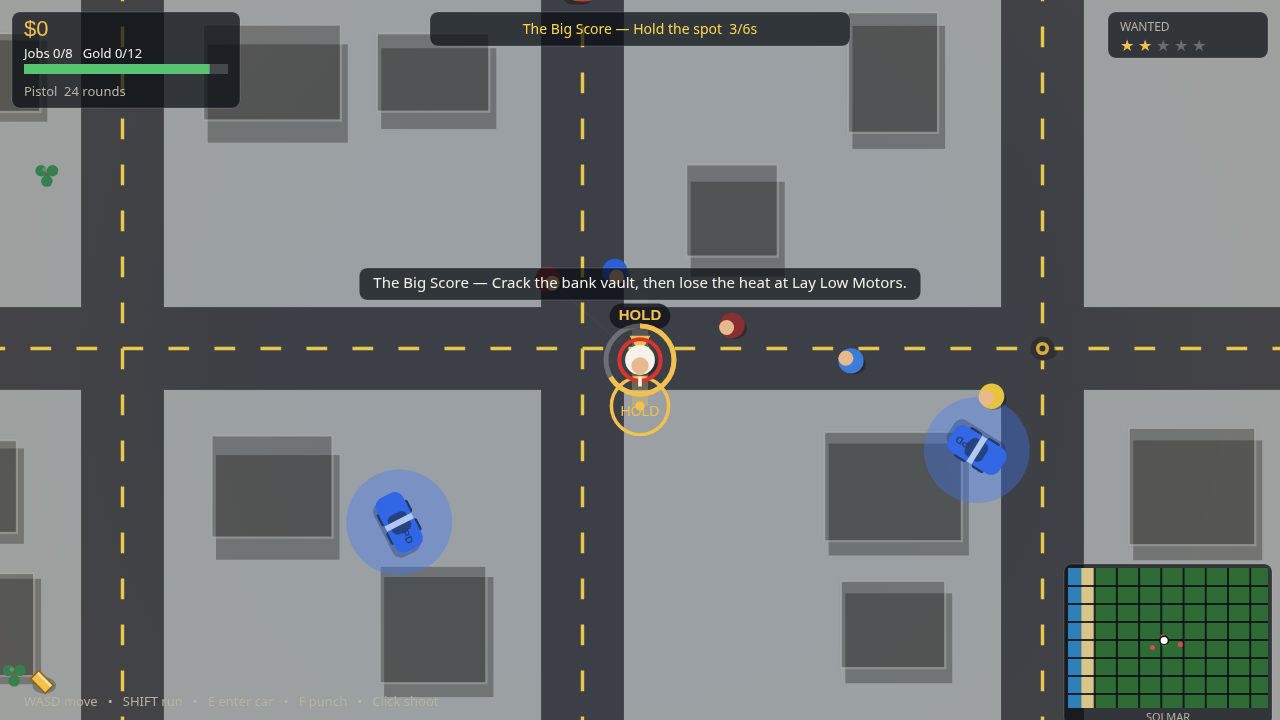 $0
Jobs 0/8 Gold 0/12
Pistol 24 rounds
The Big Score — Hold the spot 3/6s
WANTED
★★★★★
The Big Score — Crack the bank vault, then lose the heat at Lay Low Motors.
HOLD
HOLD
WASD move • SHIFT run • E enter car • F punch • Click shoot
SOLMAR